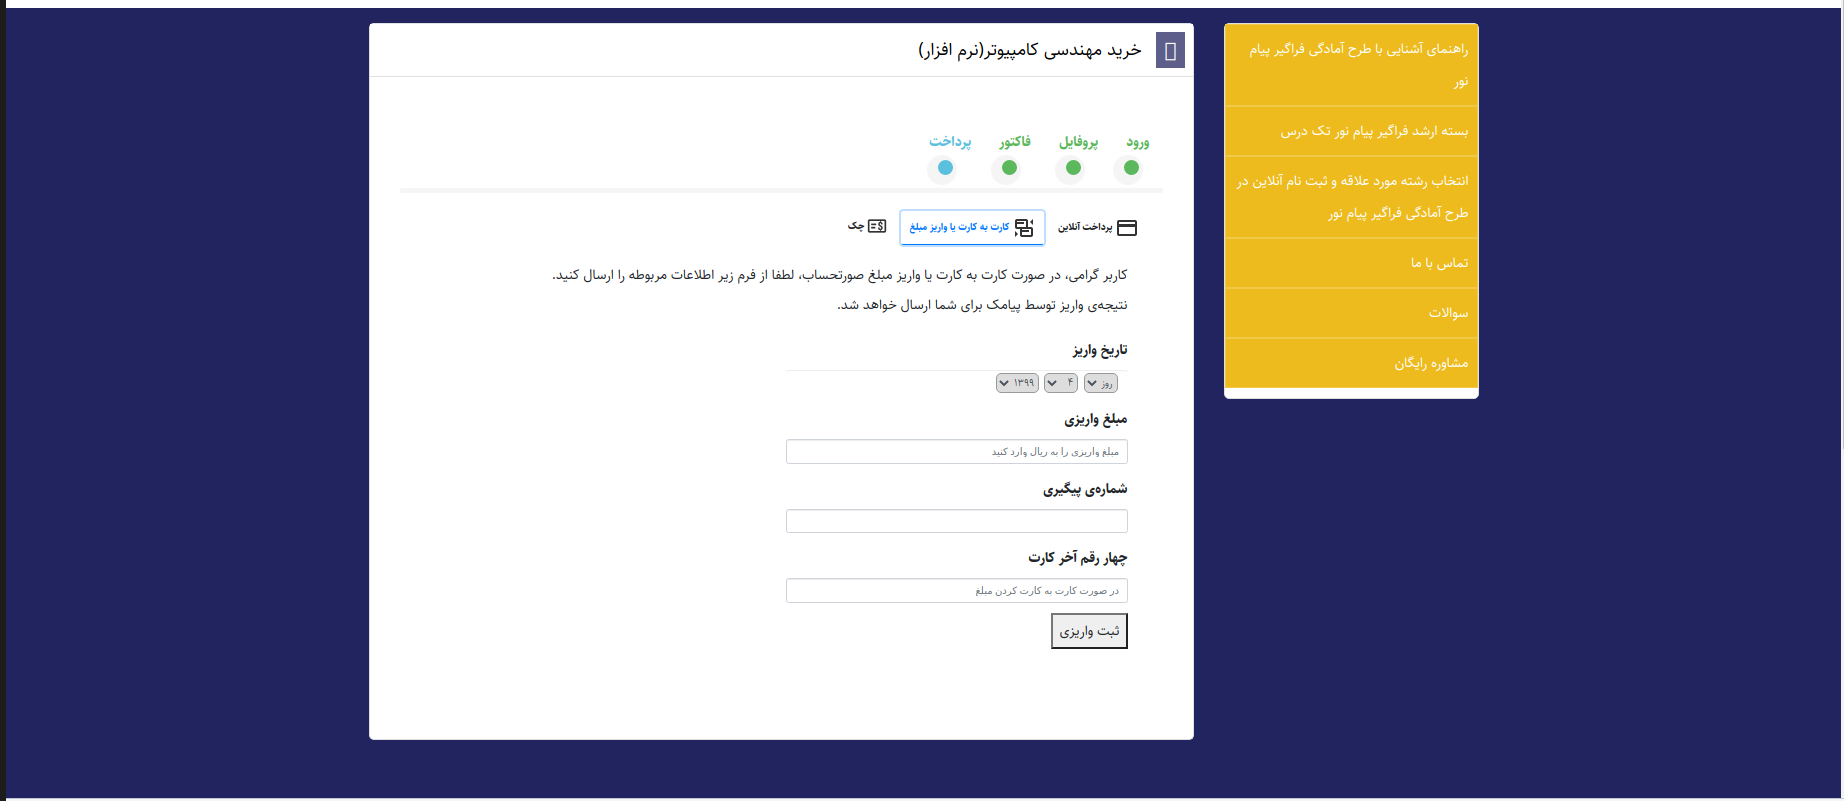 راهنمای آشنایی با طرح آمادگی فراگیر پیام
نور
بسته ارشد فراگیر پیام نور تک درس
انتخاب رشته مورد علاقه و ثبت نام آنلاین در
طرح آمادگی فراگیر پیام نور
تماس با ما
سوالات
مشاوره رایگان
خرید مهندسی کامپیوتر(نرم افزار)
ورود
پروفایل
فاکتور
پرداخت
پرداخت آنلاین
کارت به کارت یا واریز مبلغ
چک
کاربر گرامی، در صورت کارت به کارت یا واریز مبلغ صورتحساب، لطفا از فرم زیر اطلاعات مربوطه را ارسال کنید.
نتیجه‌ی واریز توسط پیامک برای شما ارسال خواهد شد.
تاریخ واریز
روز ۴ ۱۳۹۹
مبلغ واریزی
مبلغ واریزی را به ریال وارد کنید
شماره‌ی پیگیری
چهار رقم آخر کارت
در صورت کارت به کارت کردن مبلغ
ثبت واریزی